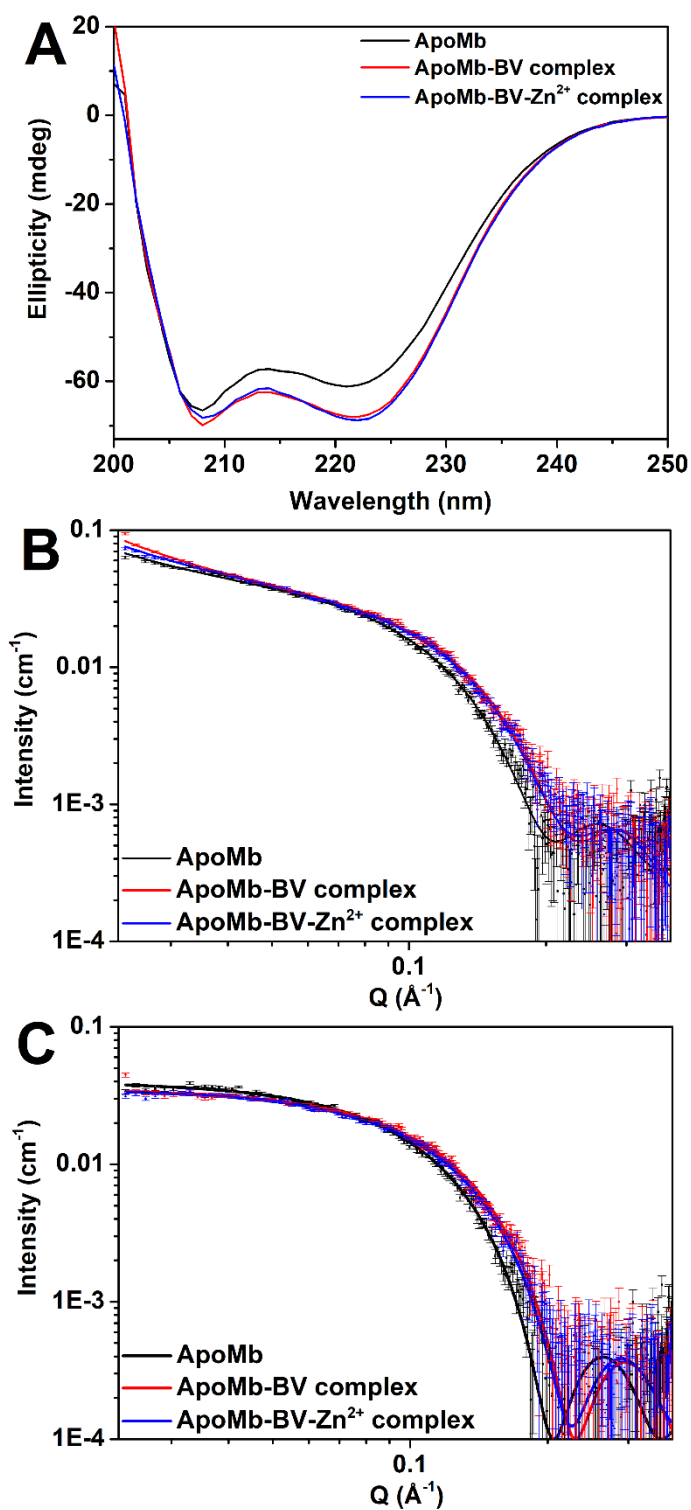 A
ApoMb
ApoMb-BV complex
ApoMb-BV-Zn²⁺ complex
20
0
-20
-40
-60
Ellipticity (mdeg)
200
210
220
230
240
250
Wavelength (nm)
B
0.1
0.01
1E-3
1E-4
Intensity (cm⁻¹)
ApoMb
ApoMb-BV complex
ApoMb-BV-Zn²⁺ complex
0.1
Q (Å⁻¹)
C
0.1
0.01
1E-3
1E-4
Intensity (cm⁻¹)
ApoMb
ApoMb-BV complex
ApoMb-BV-Zn²⁺ complex
0.1
Q (Å⁻¹)